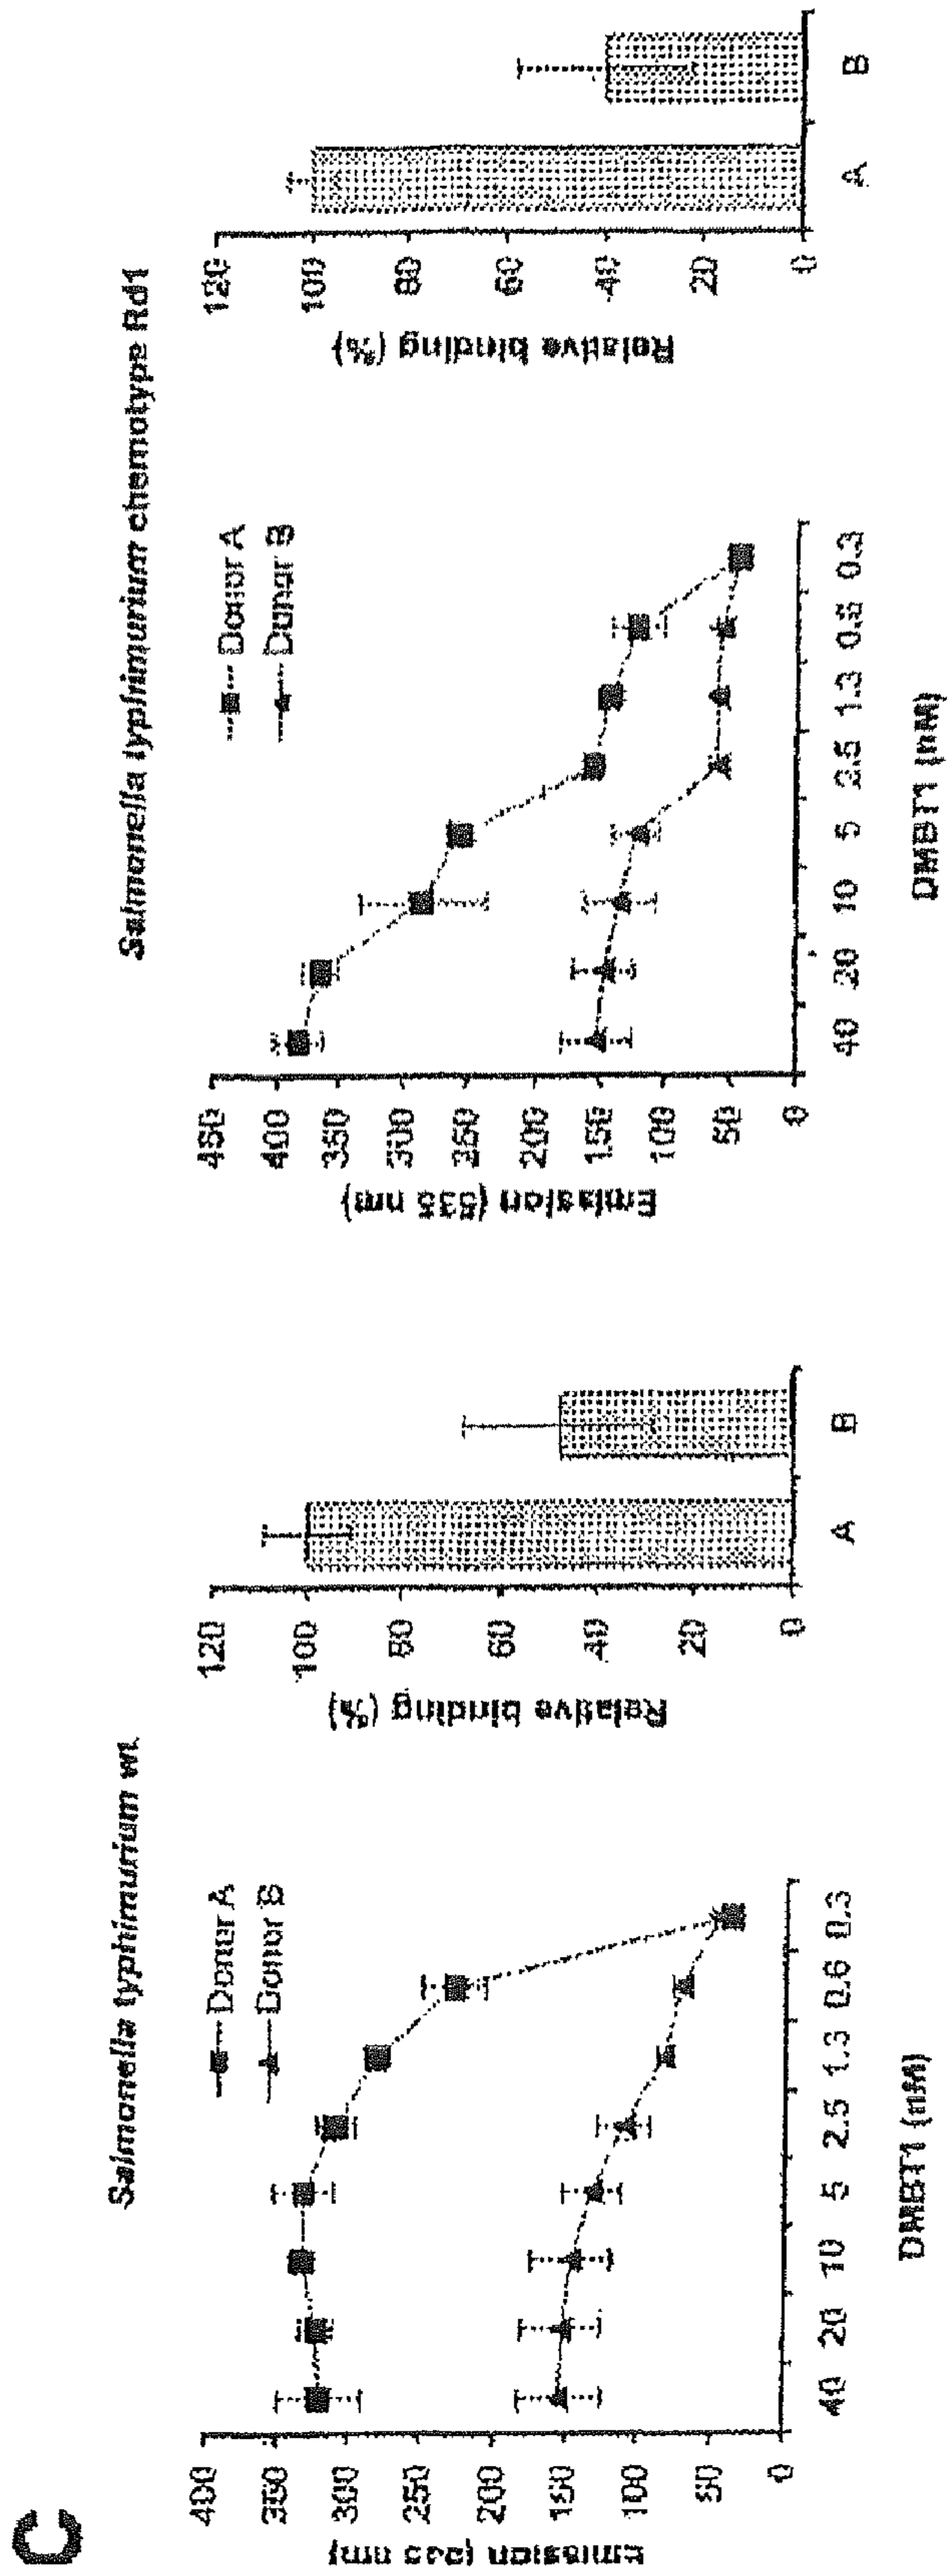 C
Salmonella typhimurium wt
Donor A
Donor B
400
350
300
250
200
150
100
50
0
Emission (535 nm)
40 20 10 5 2.5 1.3 0.6 0.3
DMBT1 (nM)
120
100
80
60
40
20
0
Relative binding (%)
A B
Salmonella typhimurium chemotype Rd1
Donor A
Donor B
450
400
350
300
250
200
150
100
50
0
Emission (535 nm)
40 20 10 5 2.5 1.3 0.6 0.3
DMBT1 (nM)
120
100
80
60
40
20
0
Relative binding (%)
A B